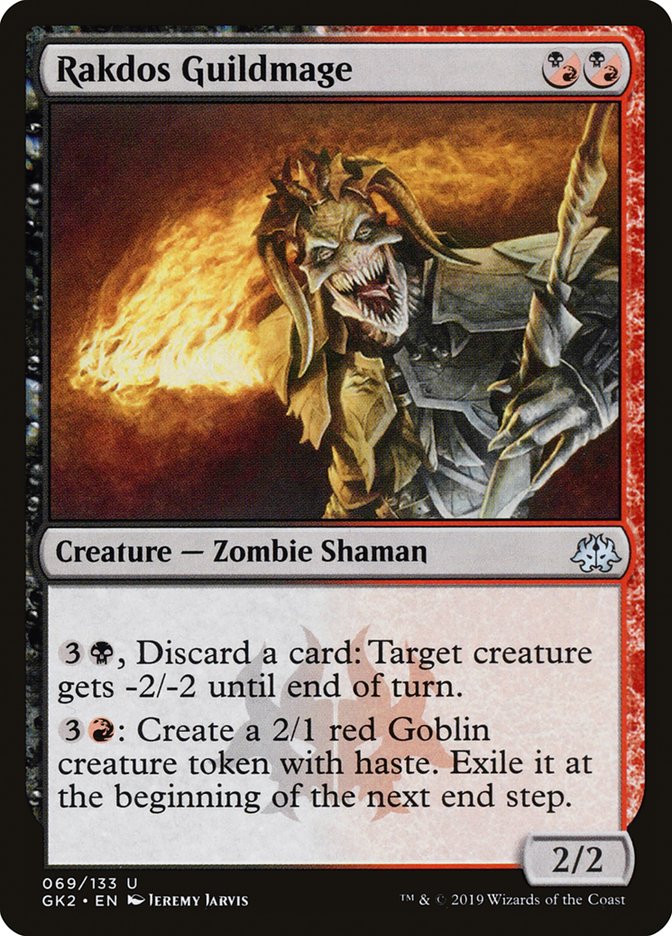 Rakdos Guildmage
Creature — Zombie Shaman
3, Discard a card: Target creature
gets -2/-2 until end of turn.
3: Create a 2/1 red Goblin
creature token with haste. Exile it at
the beginning of the next end step.
2/2
069/133 U
GK2 • EN Jeremy Jarvis
™ & © 2019 Wizards of the Coast